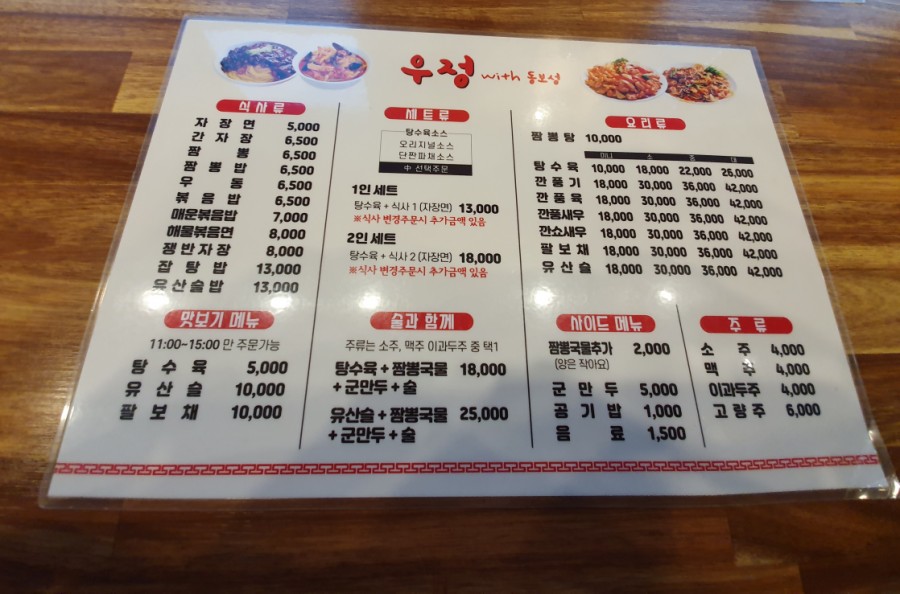 우정 with 동보성
식사류
자장면 5,000
간자장 6,500
짬뽕 6,500
짬뽕밥 6,500
우동 6,500
볶음밥 6,500
매운볶음밥 7,000
해물볶음면 8,000
쟁반자장 8,000
잡탕밥 13,000
유산슬밥 13,000
세트류
탕수육소스
오리지널소스
단짠파채소스
中 선택주문
1인 세트
탕수육 + 식사 1 (자장면) 13,000
※식사 변경주문시 추가금액 있음
2인 세트
탕수육 + 식사 2 (자장면) 18,000
※식사 변경주문시 추가금액 있음
요리류
짬뽕탕 10,000
미니 소 중 대
탕수육 10,000 18,000 22,000 26,000
깐풍기 18,000 30,000 36,000 42,000
깐풍육 18,000 30,000 36,000 42,000
깐풍새우 18,000 30,000 36,000 42,000
깐쇼새우 18,000 30,000 36,000 42,000
팔보채 18,000 30,000 36,000 42,000
유산슬 18,000 30,000 36,000 42,000
맛보기 메뉴
11:00~15:00 만 주문가능
탕수육 5,000
유산슬 10,000
팔보채 10,000
술과 함께
주류는 소주, 맥주 이과두주 중 택1
탕수육 + 짬뽕국물 18,000
+ 군만두 + 술
유산슬 + 짬뽕국물 25,000
+ 군만두 + 술
사이드 메뉴
짬뽕국물추가 2,000
(양은 작아요)
군만두 5,000
공기밥 1,000
음료 1,500
주류
소주 4,000
맥주 4,000
이과두주 4,000
고량주 6,000